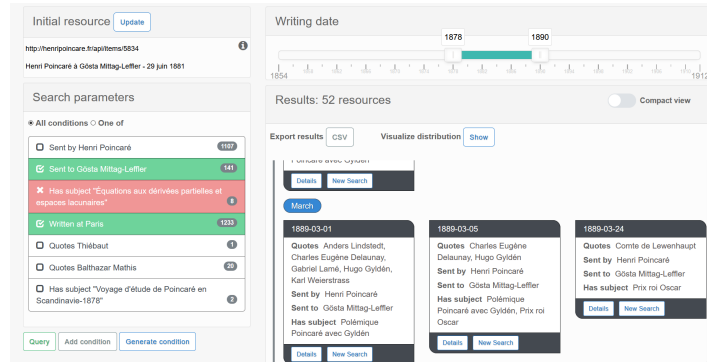 Initial resource Update
http://henripoincare.fr/api/items/5834
Henri Poincaré à Gösta Mittag-Leffler - 29 juin 1881
Search parameters
All conditions One of
Sent by Henri Poincaré 1107
Sent to Gösta Mittag-Leffler 141
Has subject "Équations aux dérivées partielles et
espaces lacunaires" 8
Written at Paris 1233
Quotes Thiébaut 1
Quotes Balthazar Mathis 20
Has subject "Voyage d'étude de Poincaré en
Scandinavie-1878" 2
Query Add condition Generate condition
Writing date
1878 1890
1854 1912
Results: 52 resources Compact view
Export results CSV Visualize distribution Show
Poincaré avec Gyldén
Details New Search
March
1889-03-01
Quotes Anders Lindstedt,
Charles Eugène Delaunay,
Gabriel Lamé, Hugo Gyldén,
Karl Weierstrass
Sent by Henri Poincaré
Sent to Gösta Mittag-Leffler
Has subject Polémique
Poincaré avec Gyldén
Details New Search
1889-03-05
Quotes Charles Eugène
Delaunay, Hugo Gyldén
Sent by Henri Poincaré
Sent to Gösta Mittag-Leffler
Has subject Polémique
Poincaré avec Gyldén, Prix roi
Oscar
Details New Search
1889-03-24
Quotes Comte de Lewenhaupt
Sent by Henri Poincaré
Sent to Gösta Mittag-Leffler
Has subject Prix roi Oscar
Details New Search